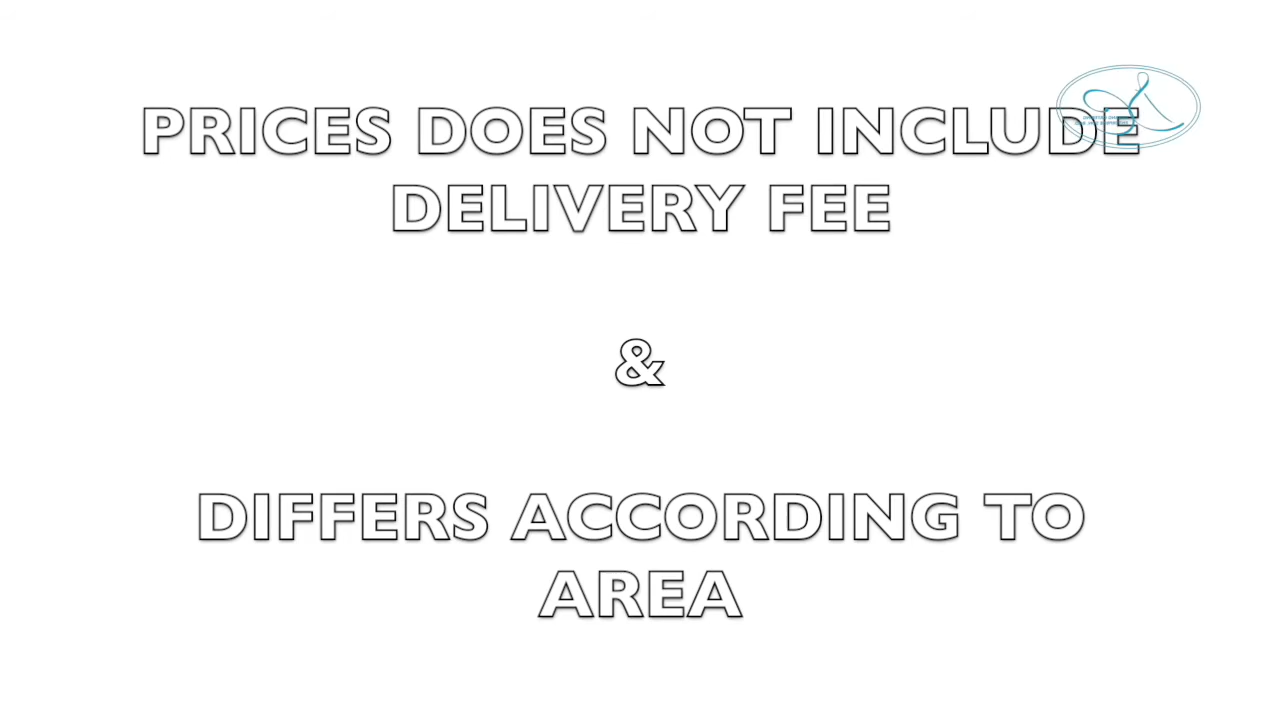 PRICES DOES NOT INCLUDE
DELIVERY FEE
&
DIFFERS ACCORDING TO
AREA